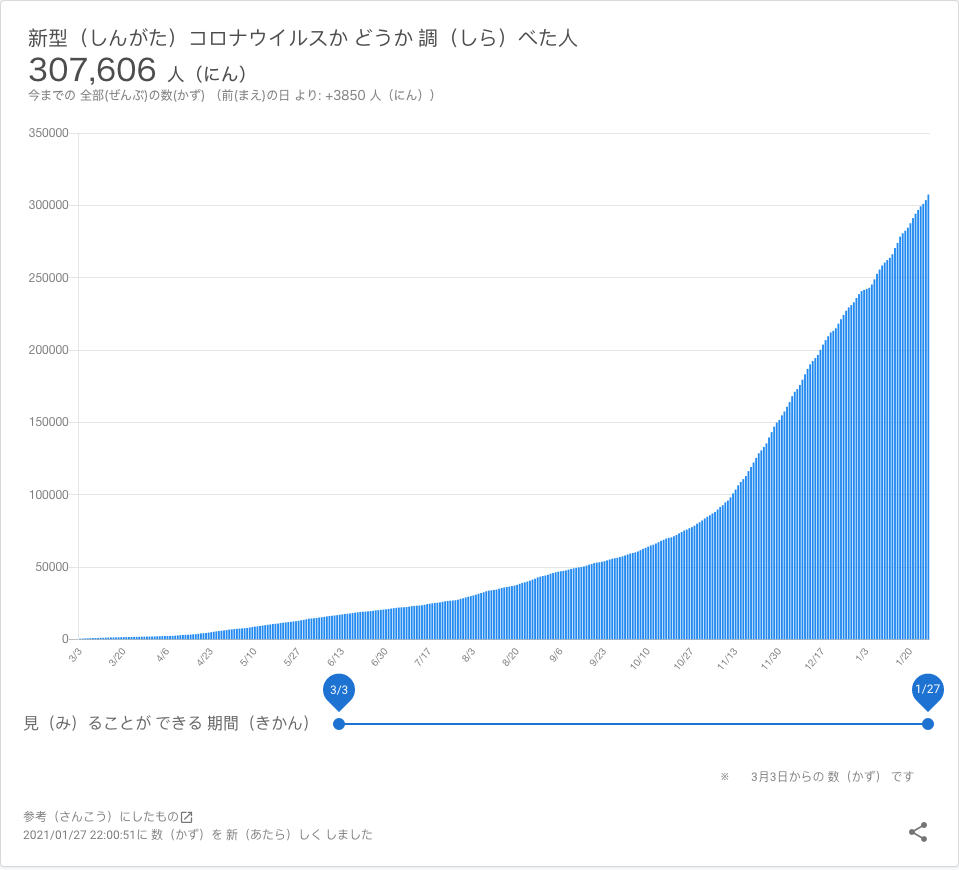 新型（しんがた）コロナウイルスか どうか 調（しら）べた人
307,606 人（にん）
今までの 全部(ぜんぶ)の数(かず) （前(まえ)の日 より: +3850 人（にん））
350000
300000
250000
200000
150000
100000
50000
0
3/3 3/20 4/6 4/23 5/10 5/27 6/13 6/30 7/17 8/3 8/20 9/6 9/23 10/10 10/27 11/13 11/30 12/17 1/3 1/20
3/3 1/27
見（み）ることが できる 期間（きかん）
※ 3月3日からの 数（かず） です
参考（さんこう）にしたもの
2021/01/27 22:00:51に 数（かず）を 新（あたら）しく しました